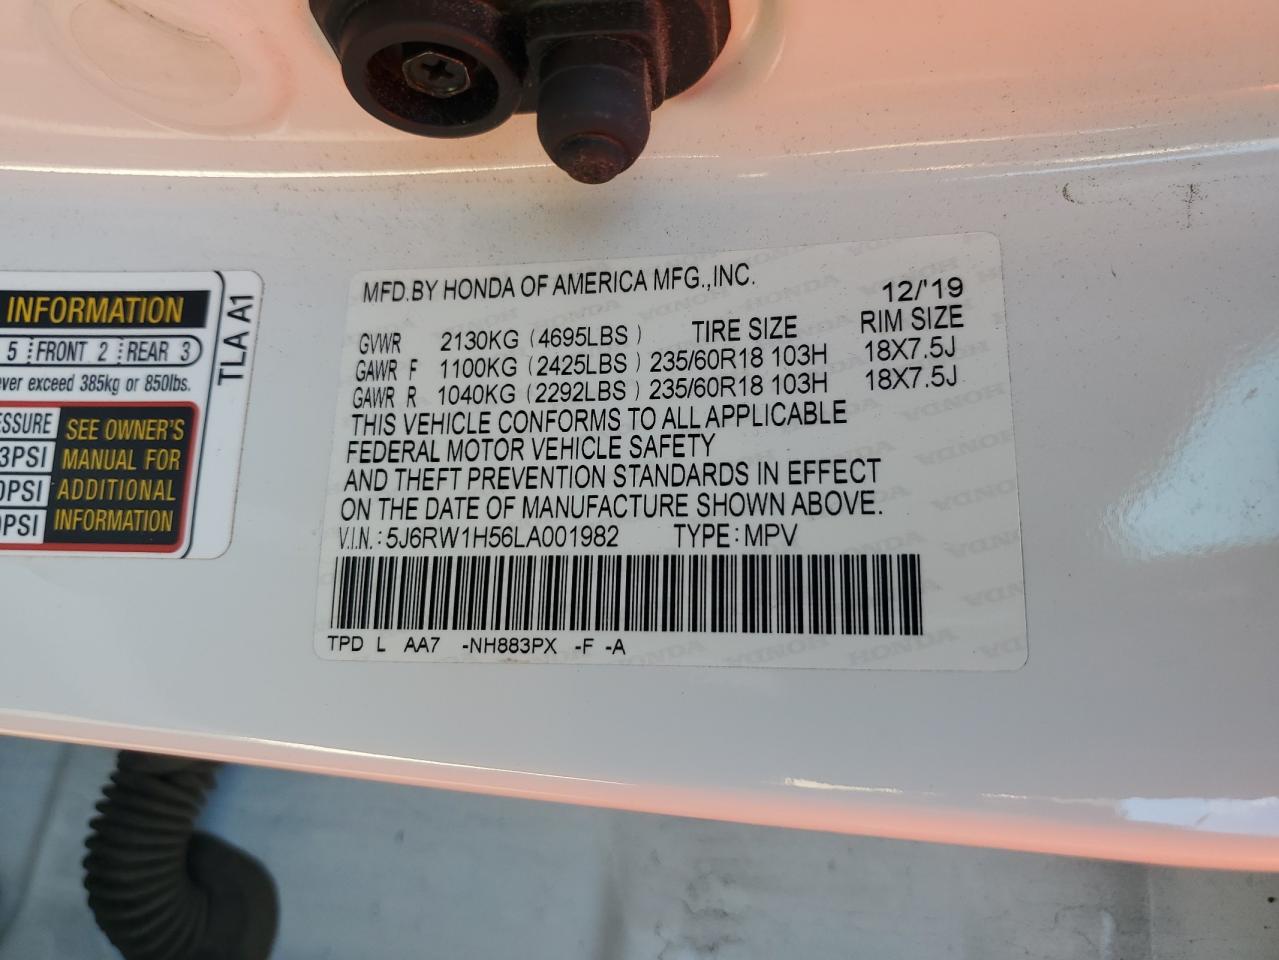 MFD.BY HONDA OF AMERICA MFG.,INC. 12/'19
GVWR 2130KG (4695LBS) TIRE SIZE RIM SIZE
GAWR F 1100KG (2425LBS) 235/60R18 103H 18X7.5J
GAWR R 1040KG (2292LBS) 235/60R18 103H 18X7.5J
THIS VEHICLE CONFORMS TO ALL APPLICABLE
FEDERAL MOTOR VEHICLE SAFETY
AND THEFT PREVENTION STANDARDS IN EFFECT
ON THE DATE OF MANUFACTURE SHOWN ABOVE.
V.I.N.: 5J6RW1H56LA001982 TYPE: MPV
TPD L AA7 -NH883PX -F -A
INFORMATION
5 FRONT 2 REAR 3
exceed 385kg or 850lbs.
SEE OWNER'S
MANUAL FOR
ADDITIONAL
INFORMATION
TLA A1